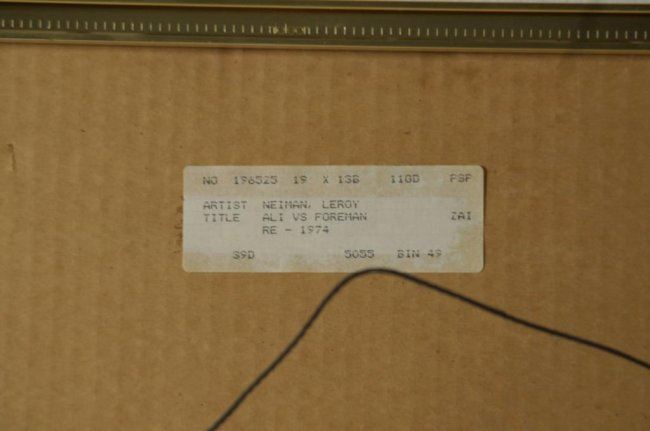 NO 196525 19 X 13B 11GD PSP
ARTIST NEIMAN, LEROY
TITLE ALI VS FOREMAN ZAI
RE - 1974
S9D 5055 BIN 49